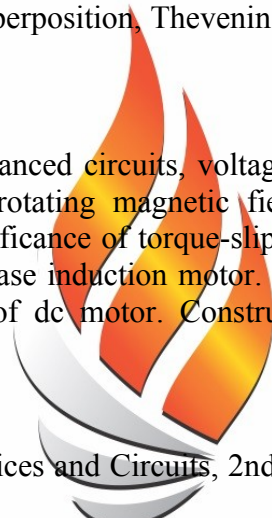 perposition, Thevenin
anced circuits, voltag
rotating magnetic fie
ficance of torque-slip
ase induction motor.
of dc motor. Constru
ices and Circuits, 2nd